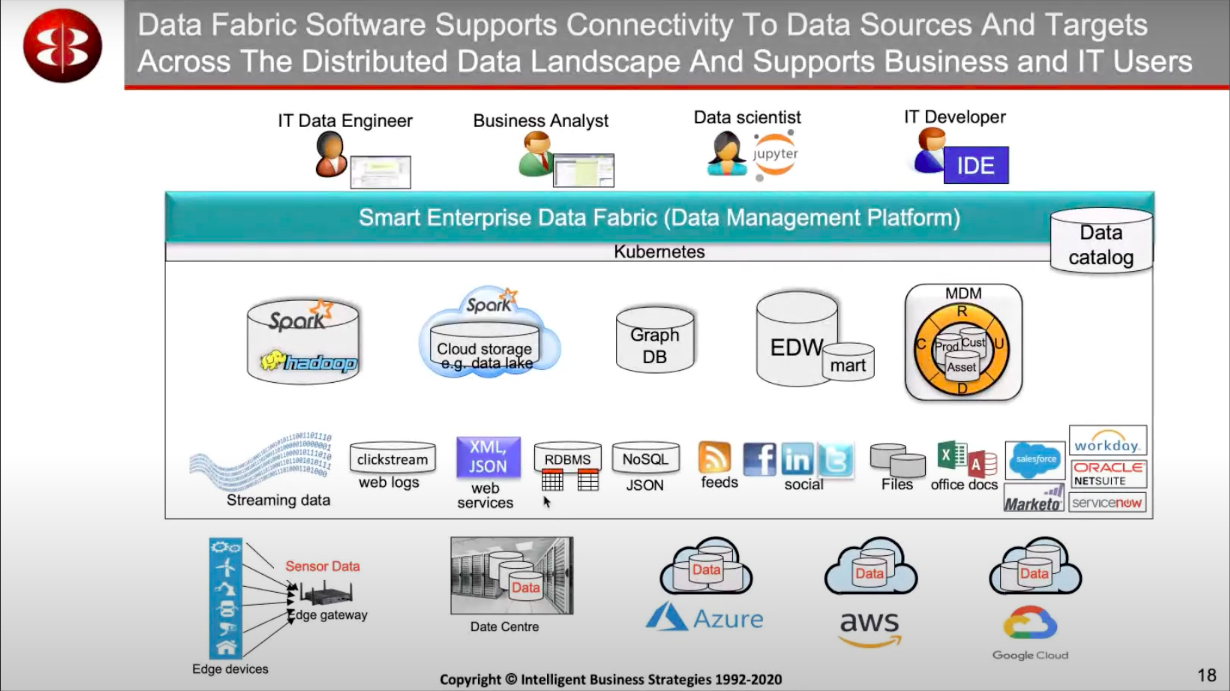 Data Fabric Software Supports Connectivity To Data Sources And Targets
Across The Distributed Data Landscape And Supports Business and IT Users
IT Data Engineer
Business Analyst
Data scientist
IT Developer
jupyter
IDE
Smart Enterprise Data Fabric (Data Management Platform)
Kubernetes
Data
catalog
Spark
hadoop
Spark
Cloud storage
e.g. data lake
Graph
DB
EDW
mart
MDM
R
C
U
D
Prod
Cust
Asset
Streaming data
clickstream
web logs
XML,
JSON
web
services
RDBMS
NoSQL
JSON
feeds
f
in
t
social
Files
X
A
office docs
salesforce
Marketo
workday.
ORACLE
NETSUITE
servicenow
Sensor Data
Edge gateway
Edge devices
Data
Date Centre
Data
Azure
Data
aws
Data
Google Cloud
Copyright © Intelligent Business Strategies 1992-2020
18